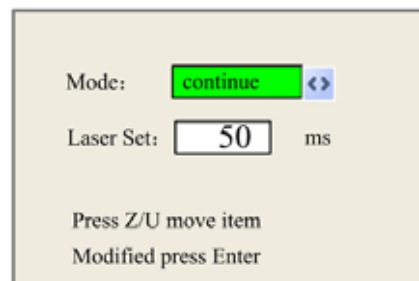 Mode: continue <>
Laser Set: 50 ms
Press Z/U move item
Modified press Enter